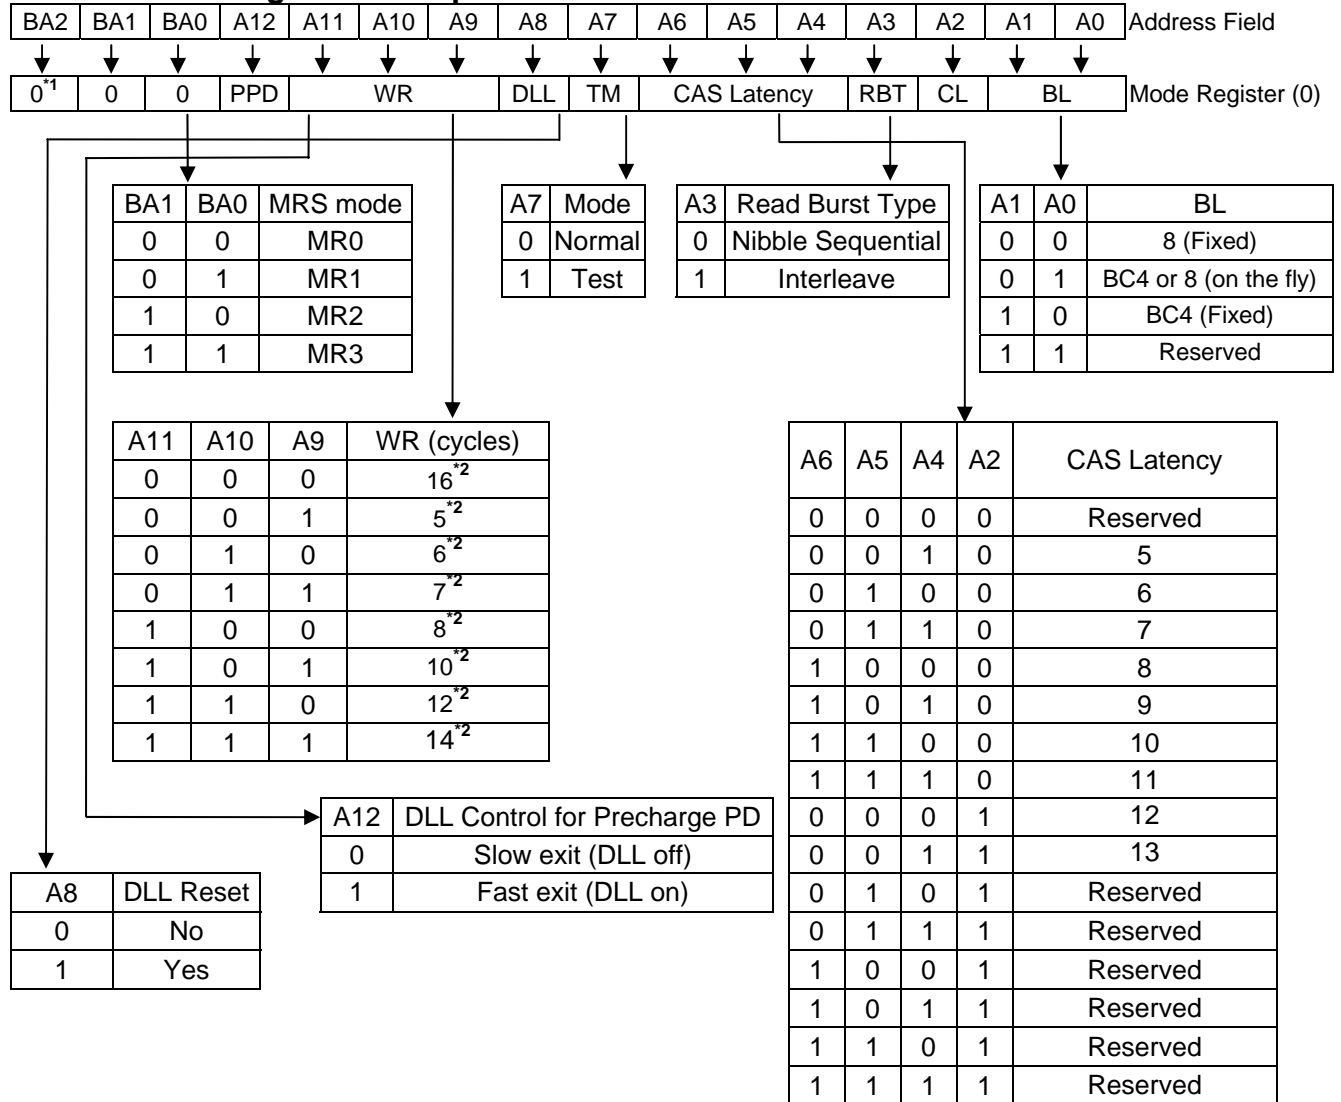 BA2 BA1 BA0 A12 A11 A10 A9 A8 A7 A6 A5 A4 A3 A2 A1 A0 Address Field
0*1 0 0 PPD WR DLL TM CAS Latency RBT CL BL Mode Register (0)
BA1 BA0 MRS mode
0 0 MR0
0 1 MR1
1 0 MR2
1 1 MR3
A7 Mode
0 Normal
1 Test
A3 Read Burst Type
0 Nibble Sequential
1 Interleave
A1 A0 BL
0 0 8 (Fixed)
0 1 BC4 or 8 (on the fly)
1 0 BC4 (Fixed)
1 1 Reserved
A11 A10 A9 WR (cycles)
0 0 0 16*2
0 0 1 5*2
0 1 0 6*2
0 1 1 7*2
1 0 0 8*2
1 0 1 10*2
1 1 0 12*2
1 1 1 14*2
A6 A5 A4 A2 CAS Latency
0 0 0 0 Reserved
0 0 1 0 5
0 1 0 0 6
0 1 1 0 7
1 0 0 0 8
1 0 1 0 9
1 1 0 0 10
1 1 1 0 11
0 0 0 1 12
0 0 1 1 13
0 1 0 1 Reserved
0 1 1 1 Reserved
1 0 0 1 Reserved
1 0 1 1 Reserved
1 1 0 1 Reserved
1 1 1 1 Reserved
A12 DLL Control for Precharge PD
0 Slow exit (DLL off)
1 Fast exit (DLL on)
A8 DLL Reset
0 No
1 Yes